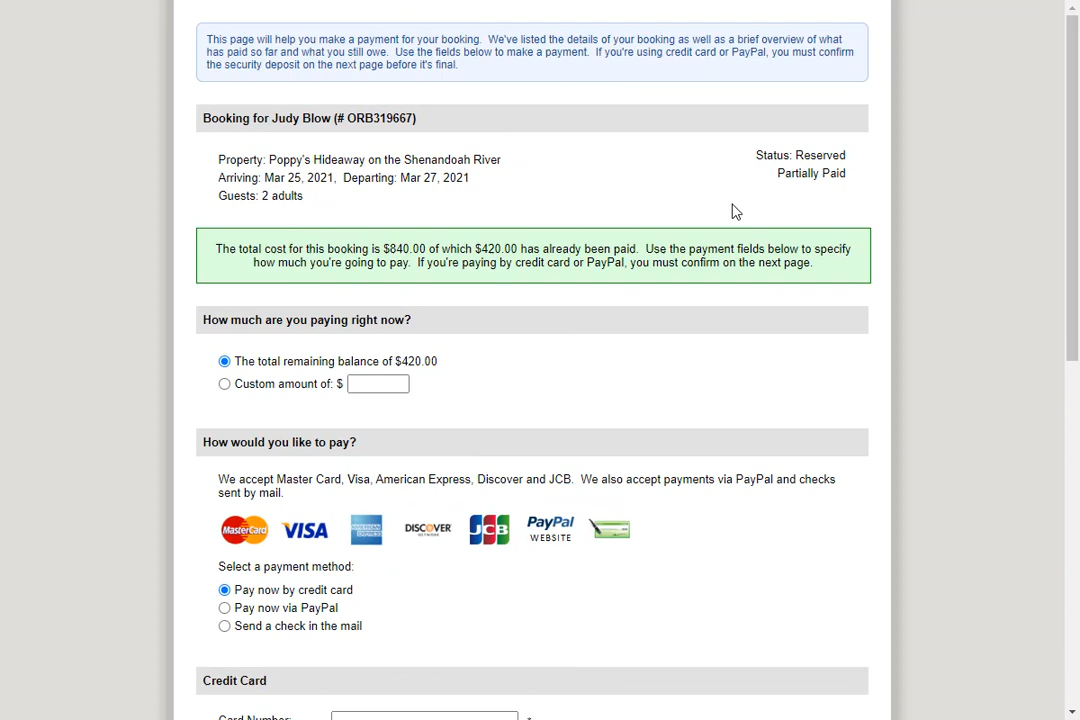 This page will help you make a payment for your booking.  We've listed the details of your booking as well as a brief overview of what
has paid so far and what you still owe.  Use the fields below to make a payment.  If you're using credit card or PayPal, you must confirm
the security deposit on the next page before it's final.
Booking for Judy Blow (# ORB319667)
Property: Poppy's Hideaway on the Shenandoah River
Arriving: Mar 25, 2021,  Departing: Mar 27, 2021
Guests: 2 adults
Status: Reserved
Partially Paid
The total cost for this booking is $840.00 of which $420.00 has already been paid.  Use the payment fields below to specify
how much you're going to pay.  If you're paying by credit card or PayPal, you must confirm on the next page.
How much are you paying right now?
The total remaining balance of $420.00
Custom amount of: $
How would you like to pay?
We accept Master Card, Visa, American Express, Discover and JCB.  We also accept payments via PayPal and checks
sent by mail.
MasterCard VISA DISCOVER JCB PayPal
NETWORK WEBSITE
Select a payment method:
Pay now by credit card
Pay now via PayPal
Send a check in the mail
Credit Card
Card Number: *